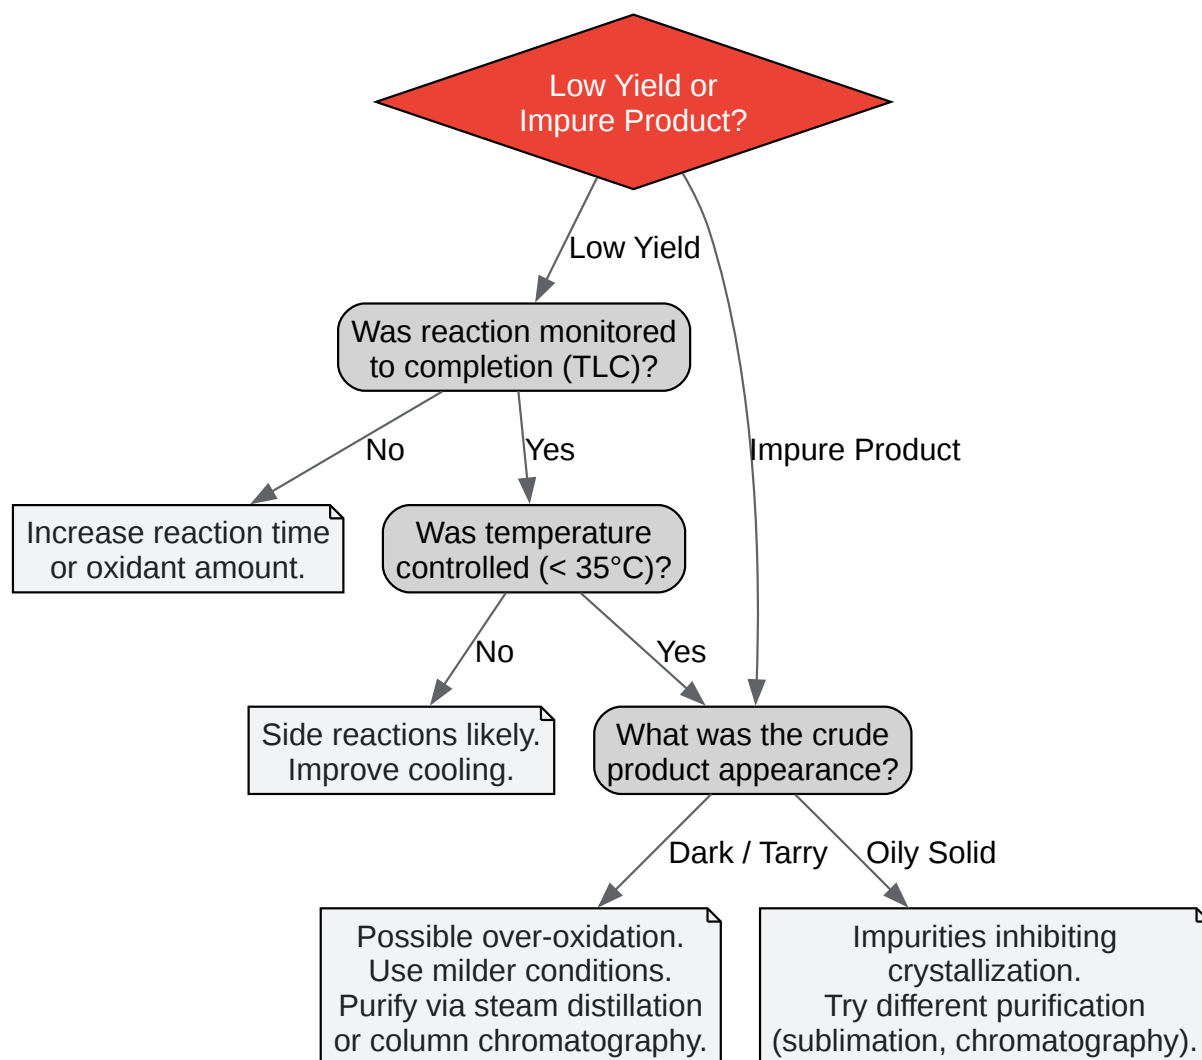 Low Yield or
Impure Product?
Low Yield
Was reaction monitored
to completion (TLC)?
No
Yes
Impure Product
Increase reaction time
or oxidant amount.
Was temperature
controlled (< 35°C)?
No
Yes
Side reactions likely.
Improve cooling.
What was the crude
product appearance?
Dark / Tarry
Oily Solid
Possible over-oxidation.
Use milder conditions.
Purify via steam distillation
or column chromatography.
Impurities inhibiting
crystallization.
Try different purification
(sublimation, chromatography).